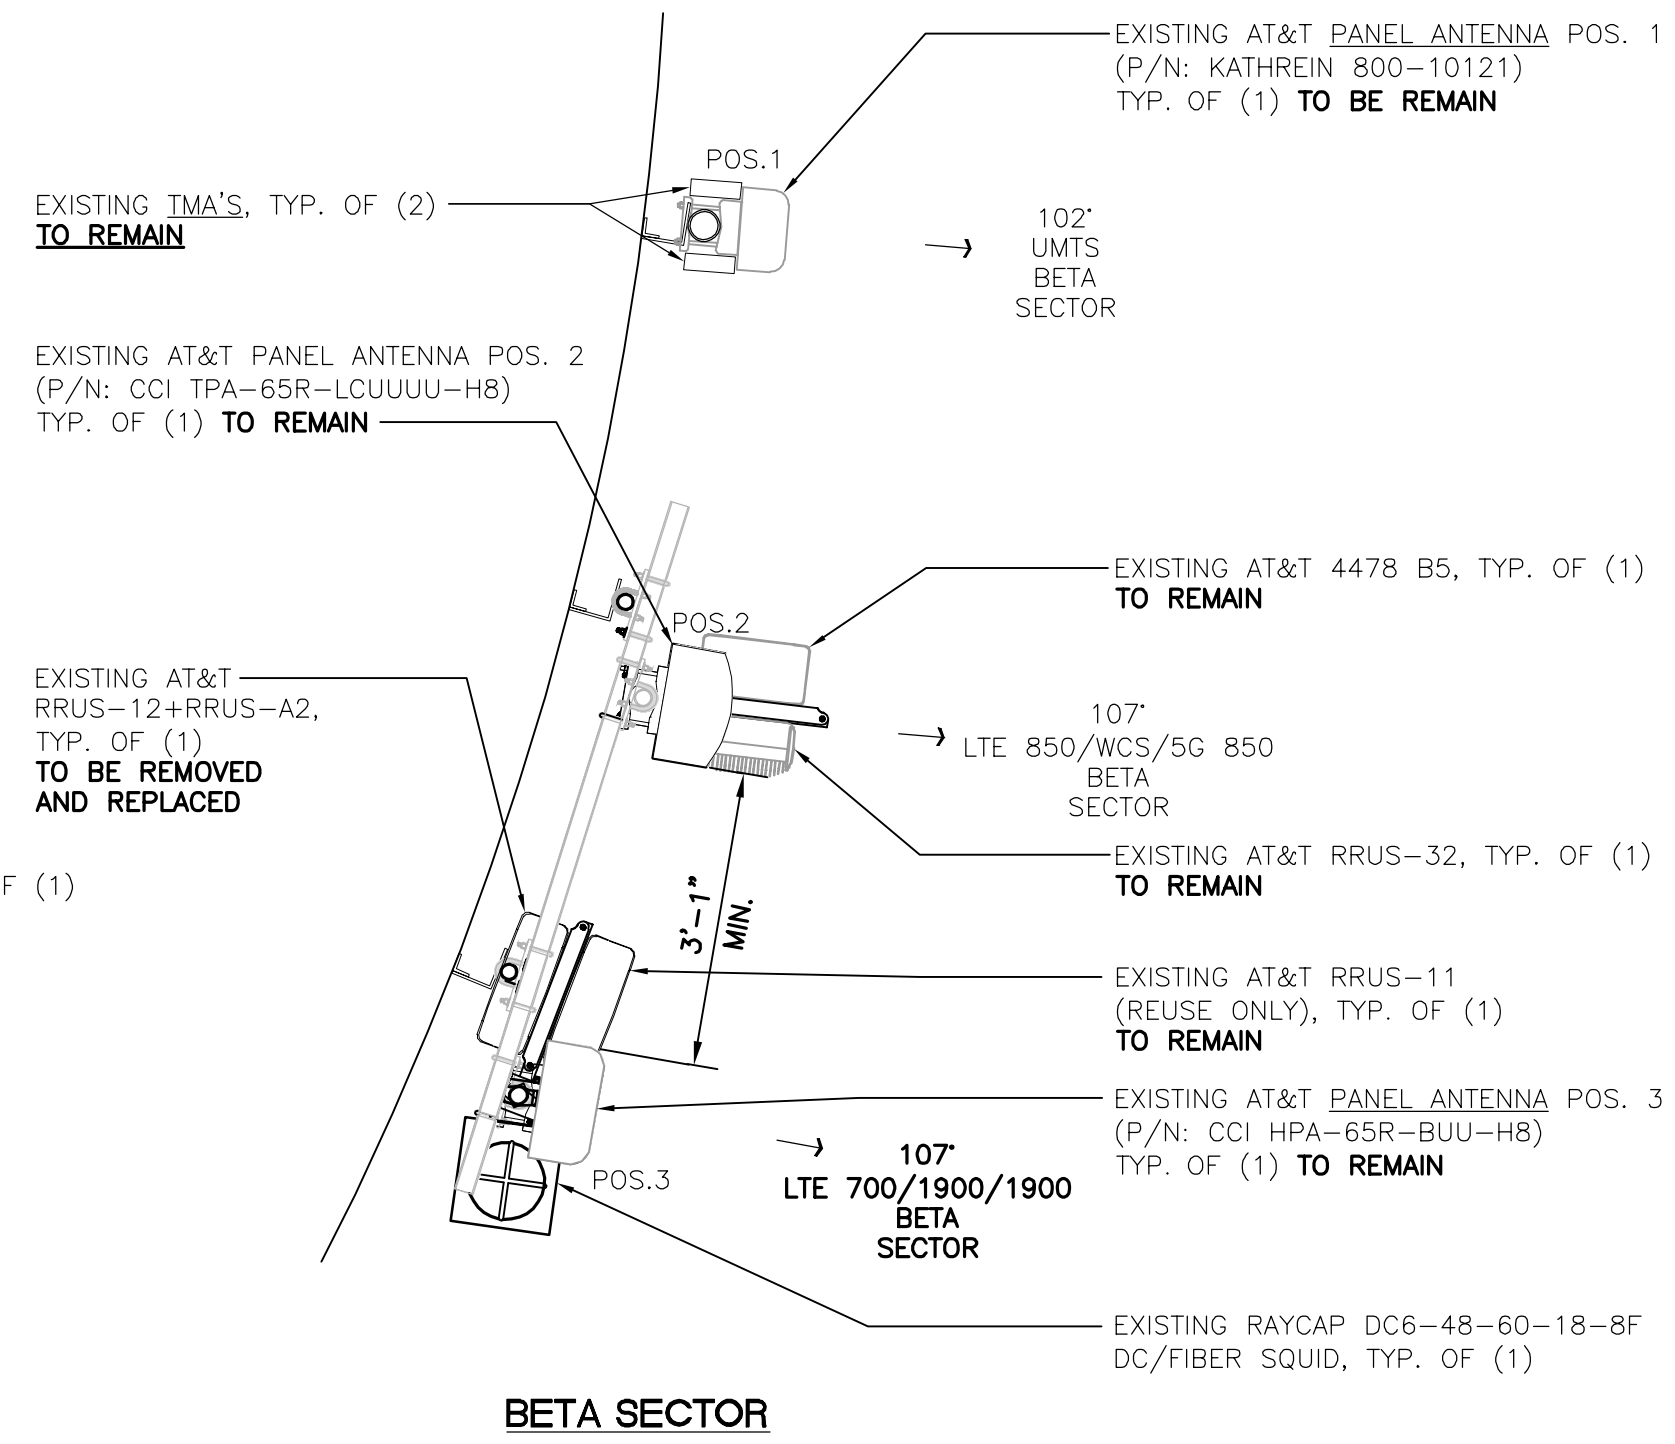 EXISTING AT&T PANEL ANTENNA POS. 1
(P/N: KATHREIN 800-10121)
TYP. OF (1) TO BE REMAIN
POS.1
EXISTING TMA'S, TYP. OF (2)
TO REMAIN
102°
UMTS
BETA
SECTOR
EXISTING AT&T PANEL ANTENNA POS. 2
(P/N: CCI TPA-65R-LCUUUU-H8)
TYP. OF (1) TO REMAIN
EXISTING AT&T 4478 B5, TYP. OF (1)
TO REMAIN
POS.2
EXISTING AT&T
RRUS-12+RRUS-A2,
TYP. OF (1)
TO BE REMOVED
AND REPLACED
107°
LTE 850/WCS/5G 850
BETA
SECTOR
EXISTING AT&T RRUS-32, TYP. OF (1)
TO REMAIN
F (1)
3'-1"
MIN.
EXISTING AT&T RRUS-11
(REUSE ONLY), TYP. OF (1)
TO REMAIN
EXISTING AT&T PANEL ANTENNA POS. 3
(P/N: CCI HPA-65R-BUU-H8)
TYP. OF (1) TO REMAIN
POS.3
107°
LTE 700/1900/1900
BETA
SECTOR
EXISTING RAYCAP DC6-48-60-18-8F
DC/FIBER SQUID, TYP. OF (1)
BETA SECTOR